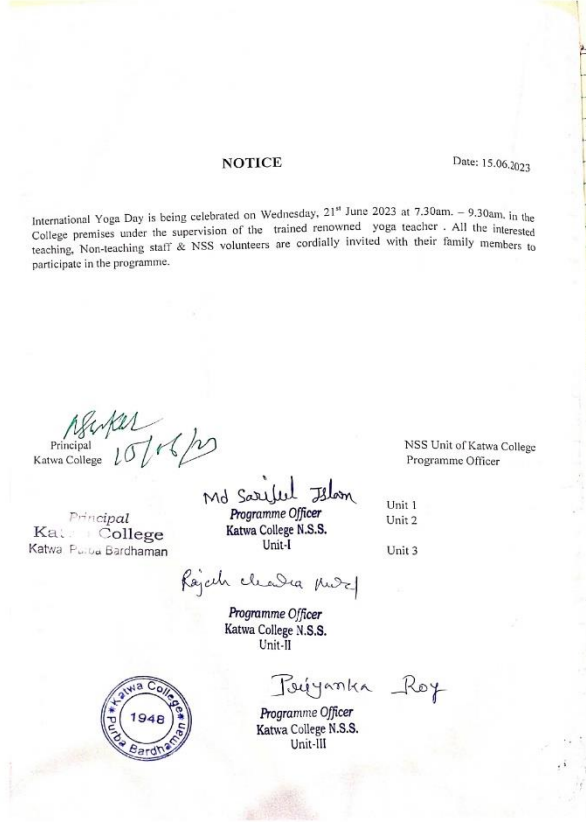 NOTICE
Date: 15.06.2023
International Yoga Day is being celebrated on Wednesday, 21st June 2023 at 7.30am. – 9.30am. in the
College premises under the supervision of the trained renowned yoga teacher . All the interested
teaching, Non-teaching staff & NSS volunteers are cordially invited with their family members to
participate in the programme.
Principal
Katwa College
15/06/23
NSS Unit of Katwa College
Programme Officer
Unit 1
Unit 2
Unit 3
Principal
College
Katwa Purba Bardhaman
Md Sariful Islam
Programme Officer
Katwa College N.S.S.
Unit-I
Rajesh Chandra
Programme Officer
Katwa College N.S.S.
Unit-II
Priyanka Roy
Programme Officer
Katwa College N.S.S.
Unit-III
Katwa College
1948
Purba Bardhaman